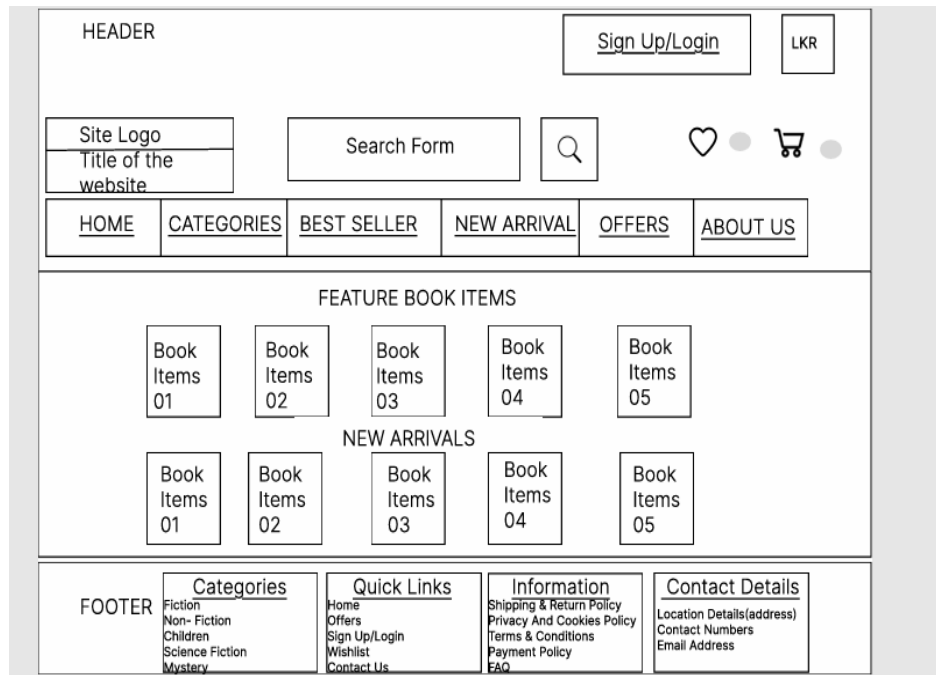 HEADER
Sign Up/Login
LKR
Site Logo
Title of the
website
Search Form
HOME
CATEGORIES
BEST SELLER
NEW ARRIVAL
OFFERS
ABOUT US
FEATURE BOOK ITEMS
Book
Items
01
Book
Items
02
Book
Items
03
Book
Items
04
Book
Items
05
NEW ARRIVALS
Book
Items
01
Book
Items
02
Book
Items
03
Book
Items
04
Book
Items
05
FOOTER
Categories
Fiction
Non- Fiction
Children
Science Fiction
Mystery
Quick Links
Home
Offers
Sign Up/Login
Wishlist
Contact Us
Information
Shipping & Return Policy
Privacy And Cookies Policy
Terms & Conditions
Payment Policy
FAQ
Contact Details
Location Details(address)
Contact Numbers
Email Address